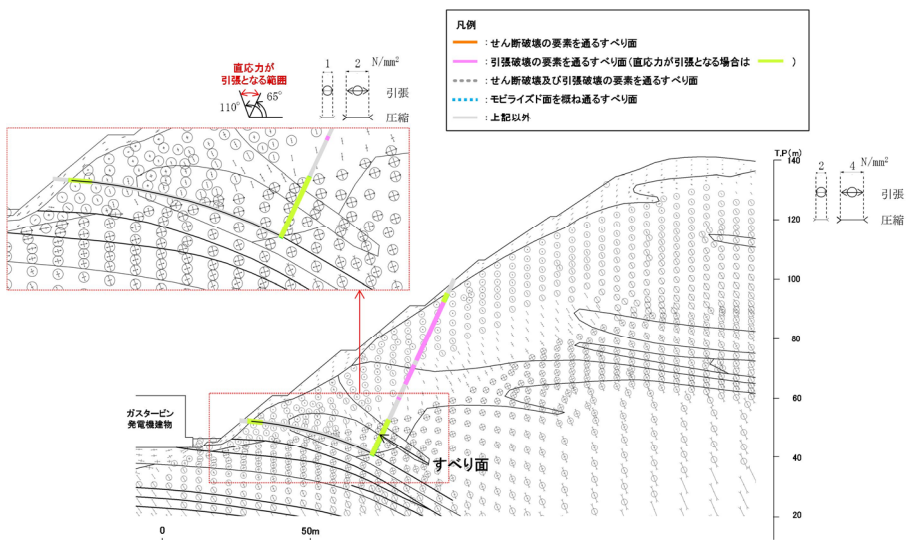 凡例
：せん断破壊の要素を通るすべり面
：引張破壊の要素を通るすべり面(直応力が引張となる場合は　　)
：せん断破壊及び引張破壊の要素を通るすべり面
：モビライズド面を概ね通るすべり面
：上記以外
直応力が
引張となる範囲
110°
65°
1
2
N/mm²
引張
圧縮
T.P(m)
140
120
100
80
60
40
20
2
4
N/mm²
引張
圧縮
ガスタービン
発電機建物
すべり面
0
50m